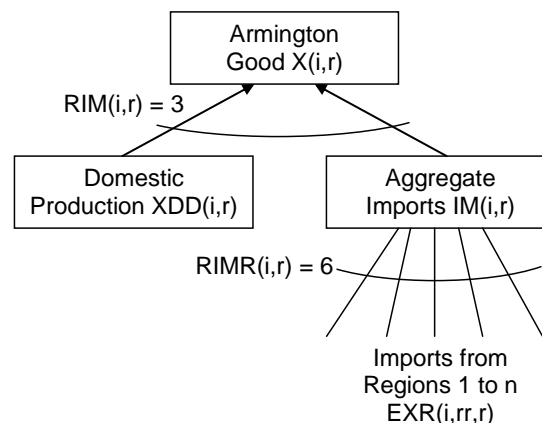 Armington
Good X(i,r)
RIM(i,r) = 3
Domestic
Production XDD(i,r)
Aggregate
Imports IM(i,r)
RIMR(i,r) = 6
Imports from
Regions 1 to n
EXR(i,rr,r)